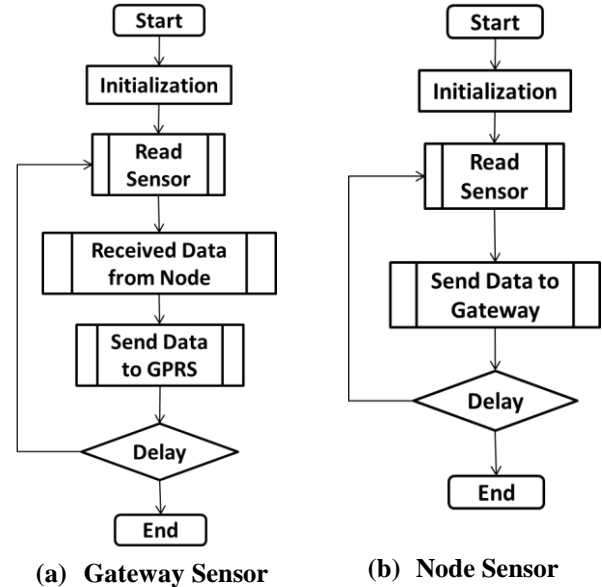 Start
Initialization
Read
Sensor
Received Data
from Node
Send Data
to GPRS
Delay
End
(a) Gateway Sensor
Start
Initialization
Read
Sensor
Send Data to
Gateway
Delay
End
(b) Node Sensor